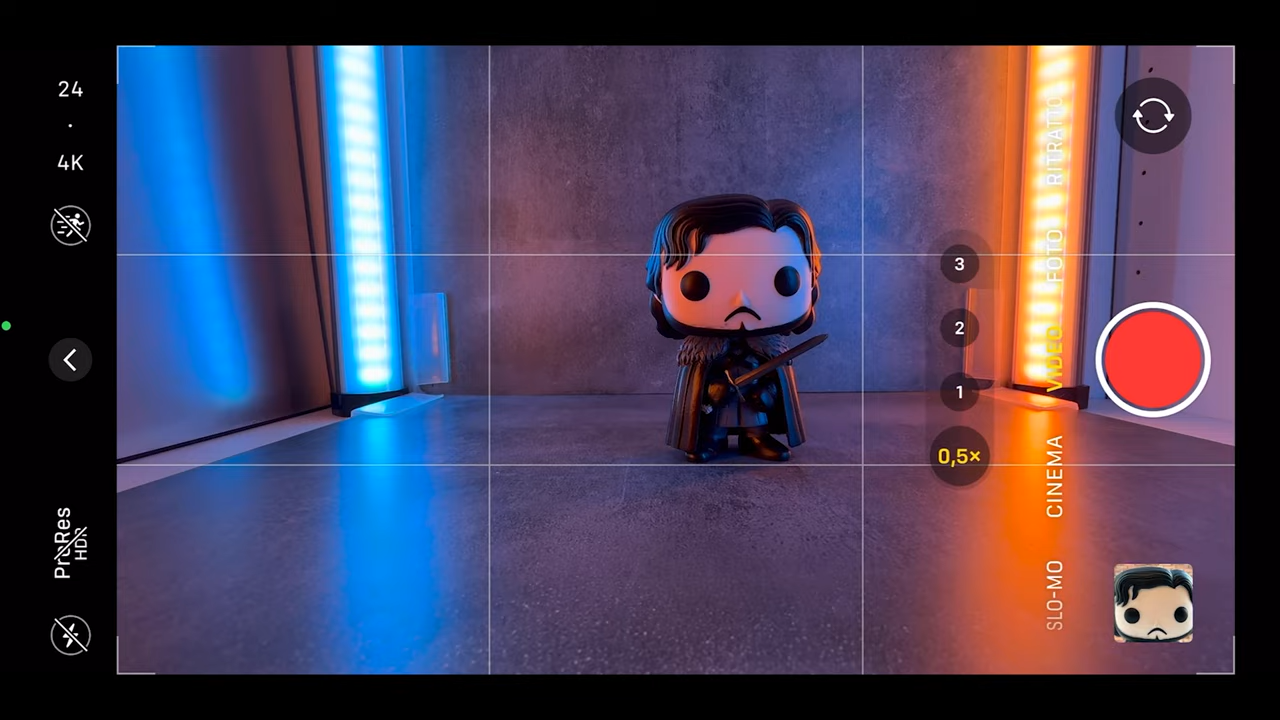 24
·
4K
ProRes
HDR
3
2
1
0,5×
RITRATTO
FOTO
VIDEO
CINEMA
SLO-MO